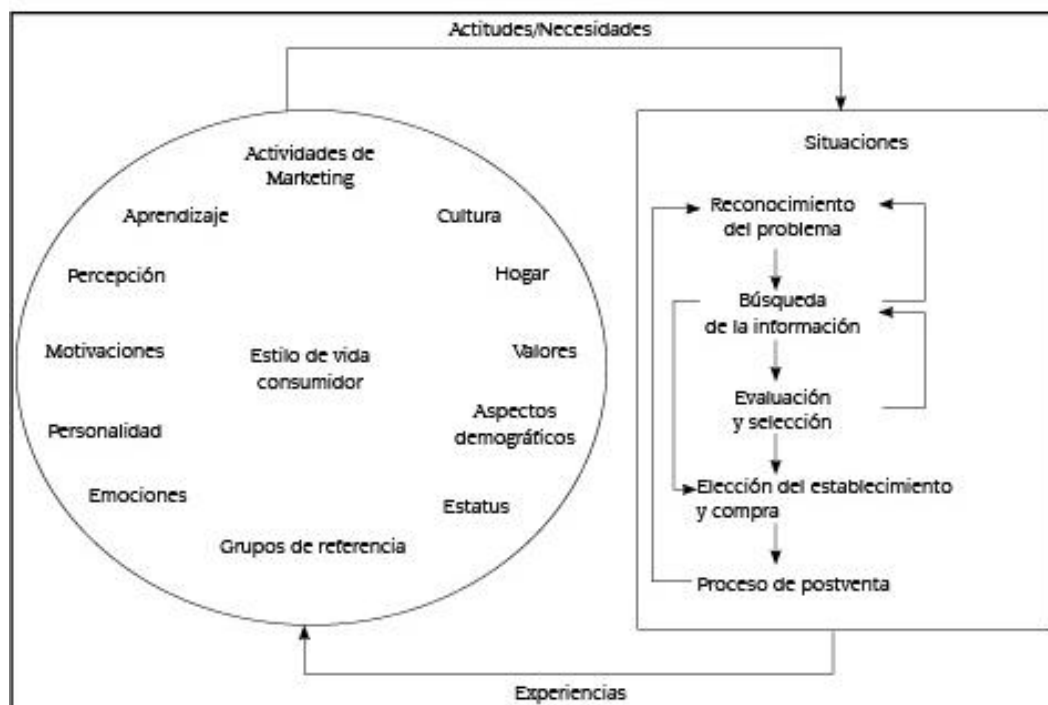 Actitudes/Necesidades
Actividades de
Marketing
Aprendizaje
Cultura
Percepción
Hogar
Motivaciones
Estilo de vida
consumidor
Valores
Personalidad
Aspectos
demográficos
Emociones
Estatus
Grupos de referencia
Situaciones
Reconocimiento
del problema
Búsqueda
de la información
Evaluación
y selección
Elección del establecimiento
y compra
Proceso de postventa
Experiencias